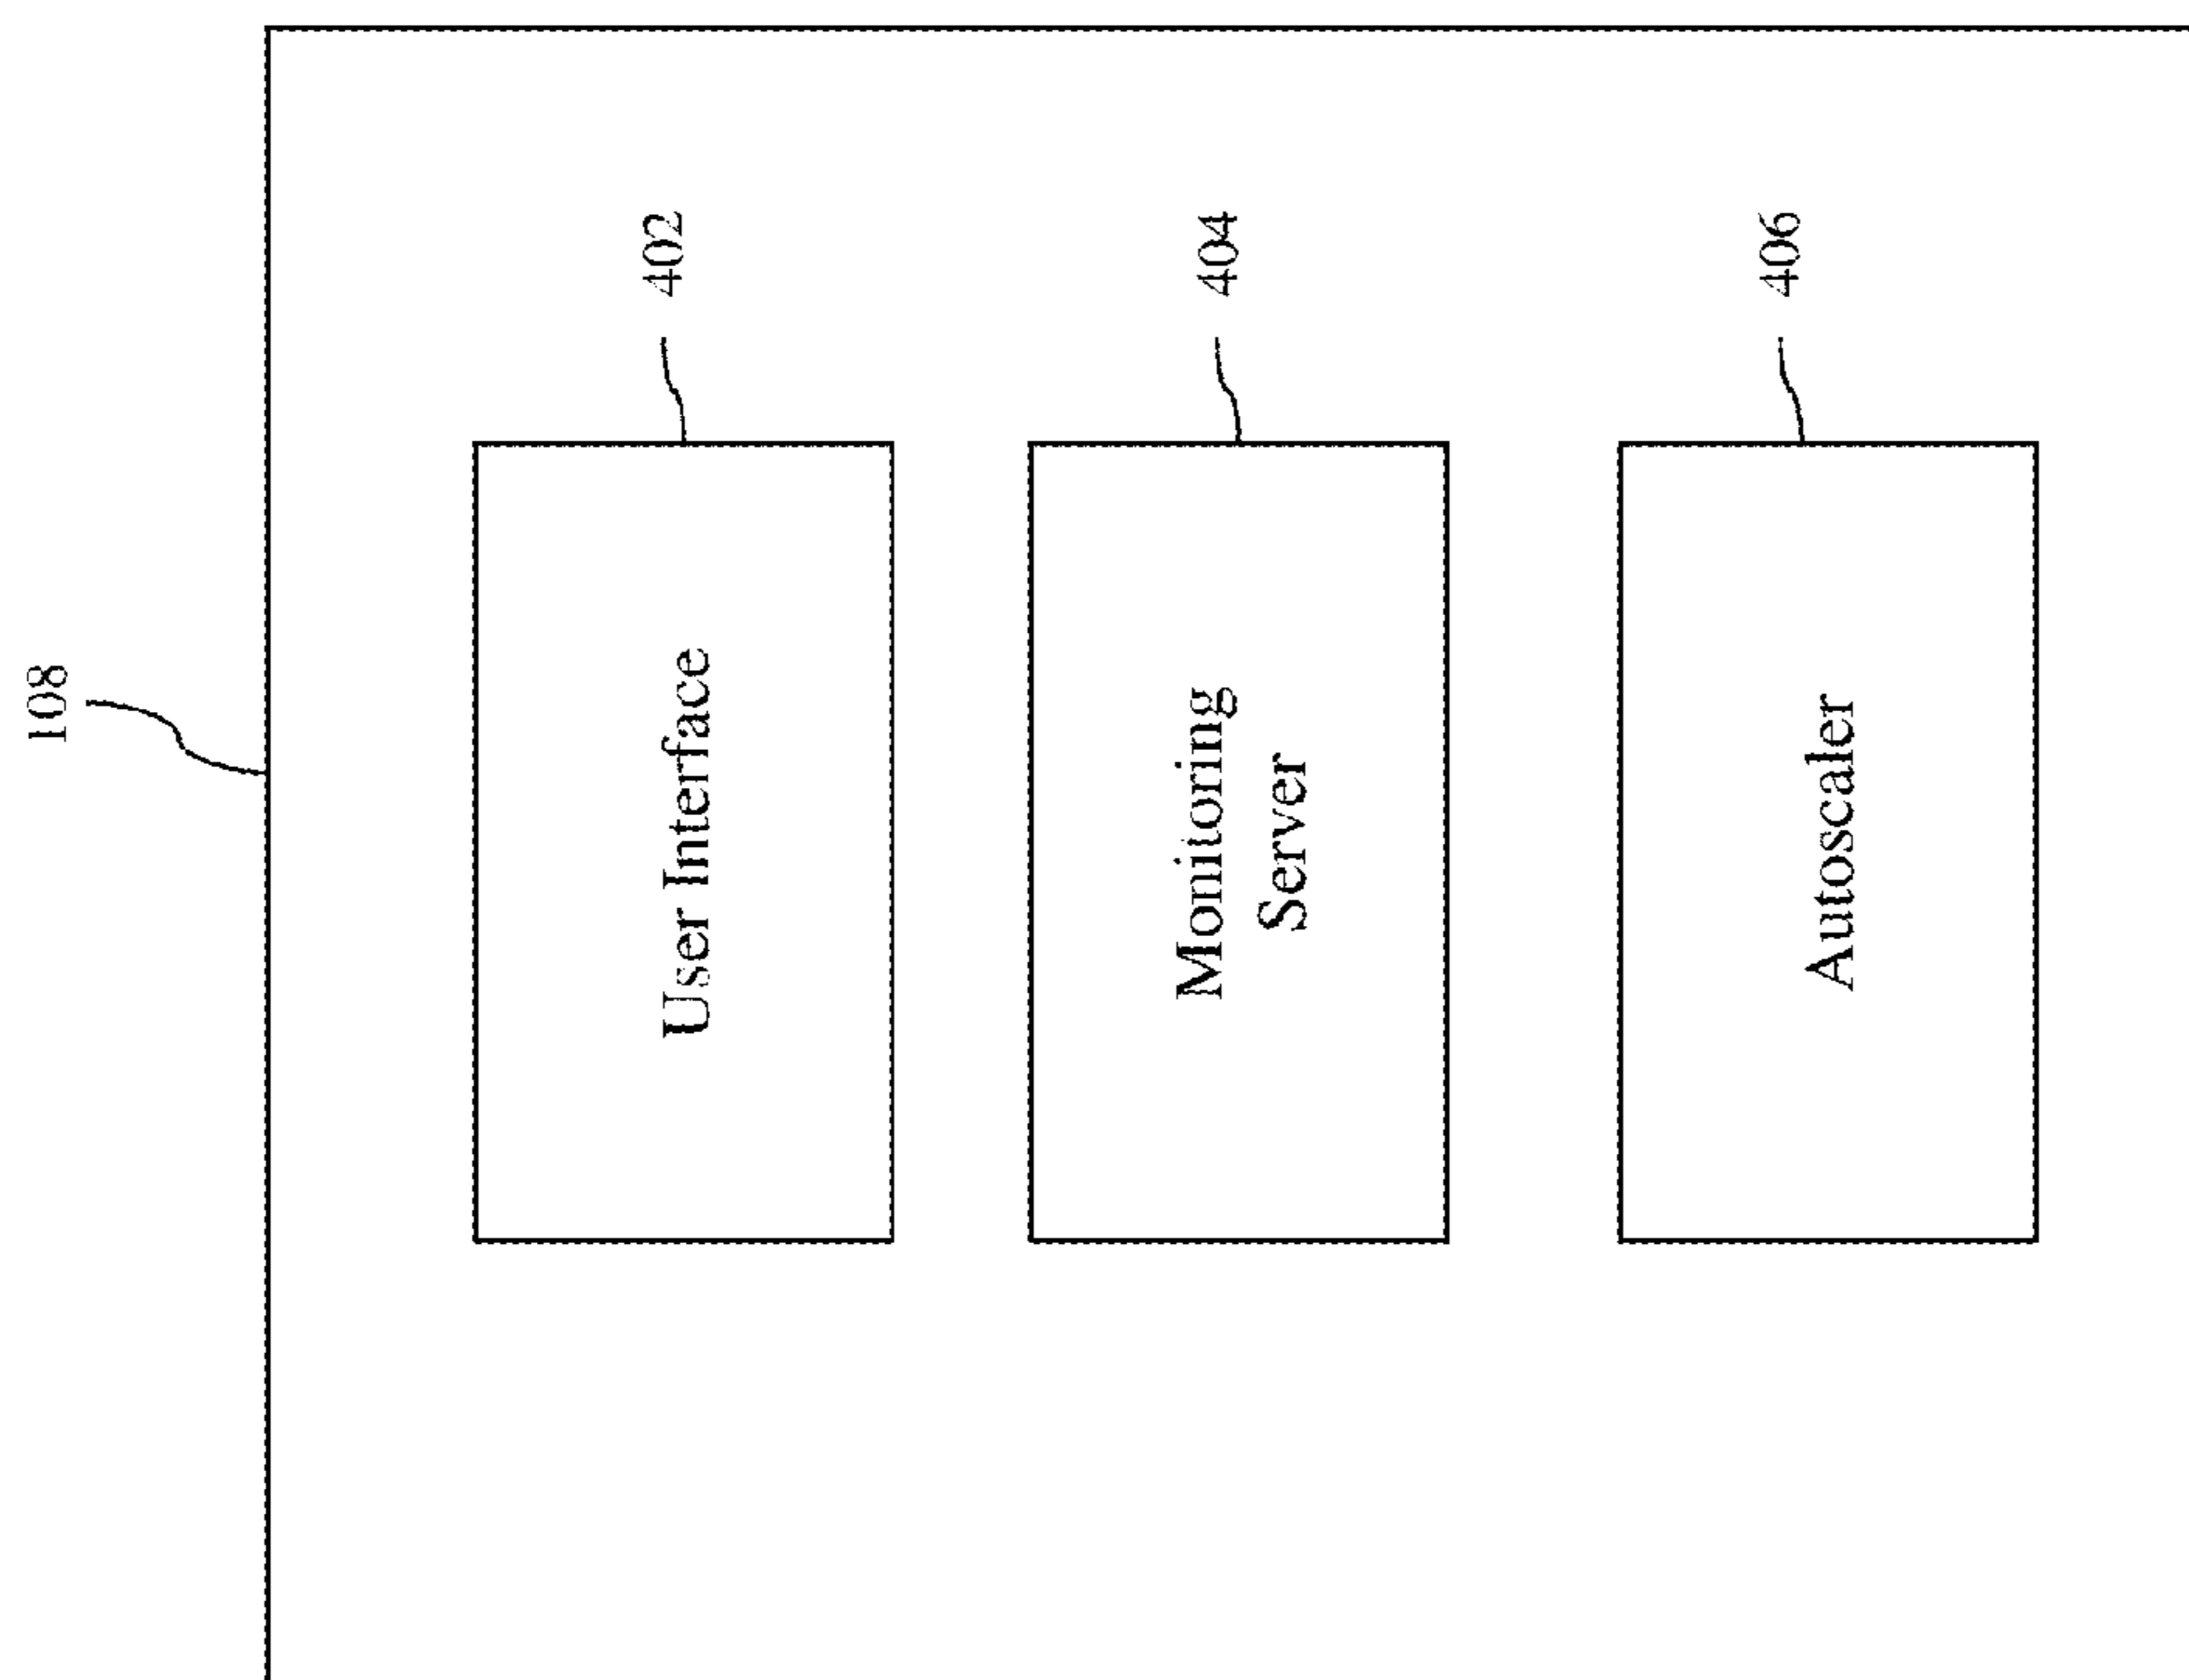 108
402
User Interface
404
Monitoring
Server
406
Autoscaler